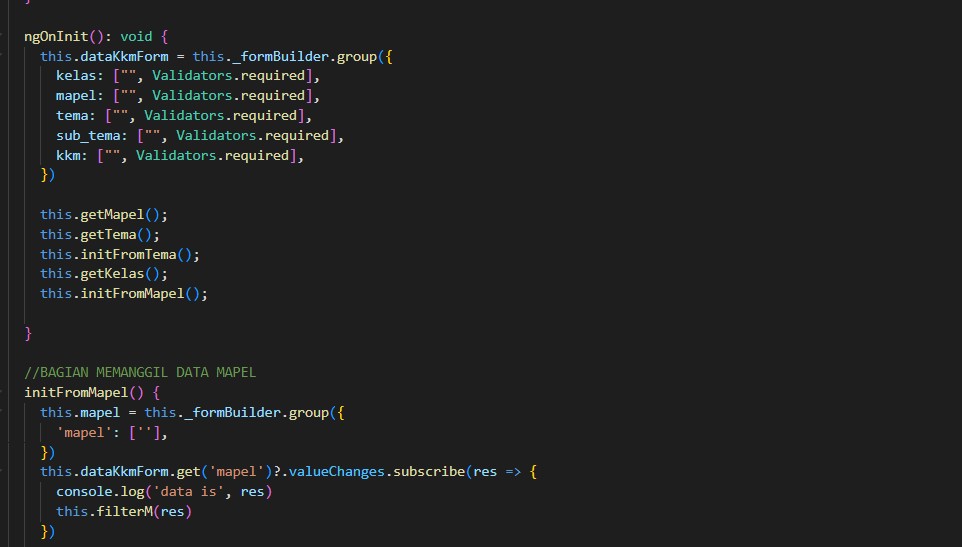 }
ngOnInit(): void {
this.dataKkmForm = this._formBuilder.group({
kelas: ["", Validators.required],
mapel: ["", Validators.required],
tema: ["", Validators.required],
sub_tema: ["", Validators.required],
kkm: ["", Validators.required],
})
this.getMapel();
this.getTema();
this.initFromTema();
this.getKelas();
this.initFromMapel();
}
//BAGIAN MEMANGGIL DATA MAPEL
initFromMapel() {
this.mapel = this._formBuilder.group({
'mapel': [''],
})
this.dataKkmForm.get('mapel')?.valueChanges.subscribe(res => {
console.log('data is', res)
this.filterM(res)
})